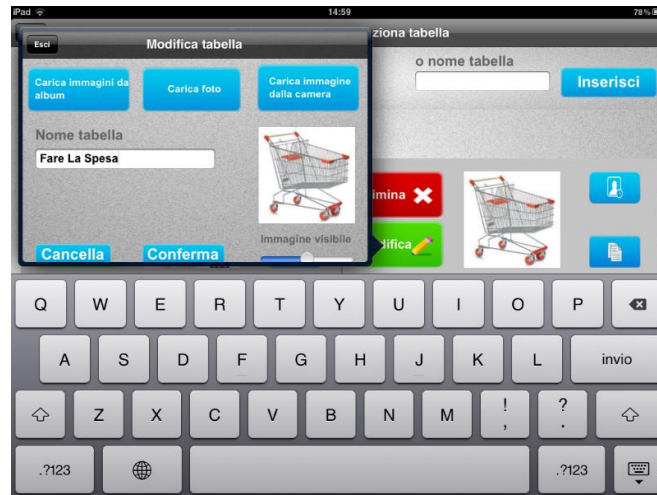 iPad
14:59
78%
Esci
Modifica tabella
ziona tabella
Carica immagini da
album
Carica foto
Carica immagine
dalla camera
o nome tabella
Inserisci
Nome tabella
Fare La Spesa
imina
Immagine visibile
difica
Cancella
Conferma
Q W E R T Y U I O P
A S D F G H J K L invio
Z X C V B N M ! , ? .
.?123
.?123